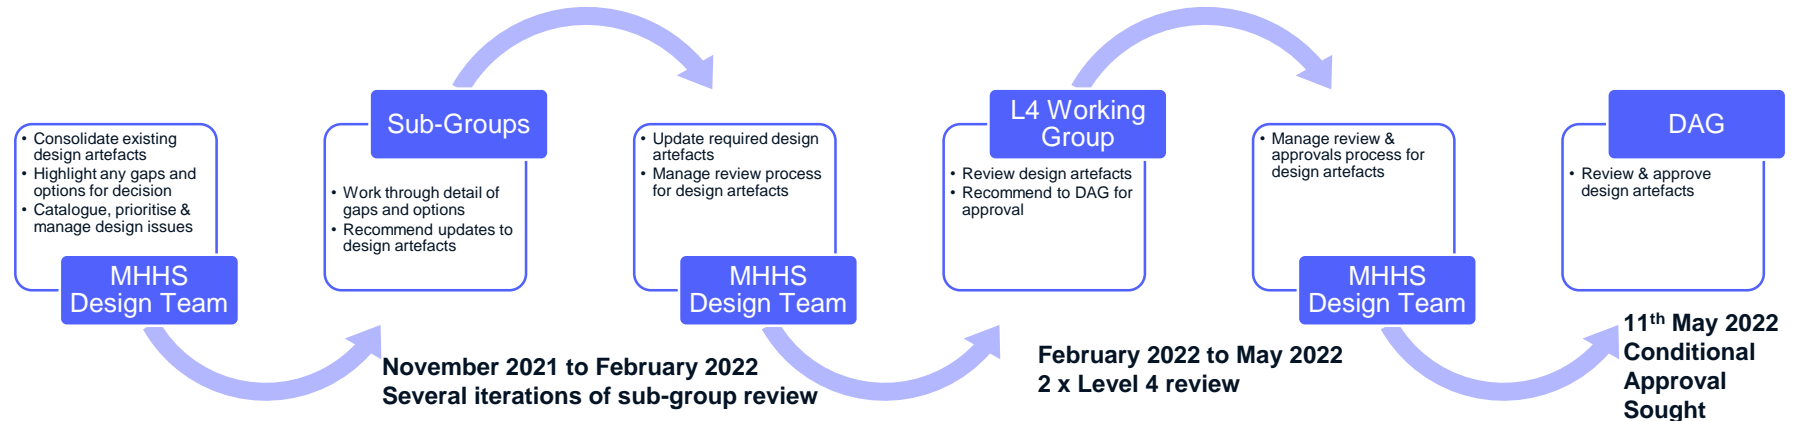 • Consolidate existing
design artefacts
• Highlight any gaps and
options for decision
• Catalogue, prioritise &
manage design issues
MHHS
Design Team
Sub-Groups
• Work through detail of
gaps and options
• Recommend updates to
design artefacts
November 2021 to February 2022
Several iterations of sub-group review
• Update required design
artefacts
• Manage review process
for design artefacts
MHHS
Design Team
L4 Working
Group
• Review design artefacts
• Recommend to DAG for
approval
February 2022 to May 2022
2 x Level 4 review
• Manage review &
approvals process for
design artefacts
MHHS
Design Team
DAG
• Review & approve
design artefacts
11th May 2022
Conditional
Approval
Sought